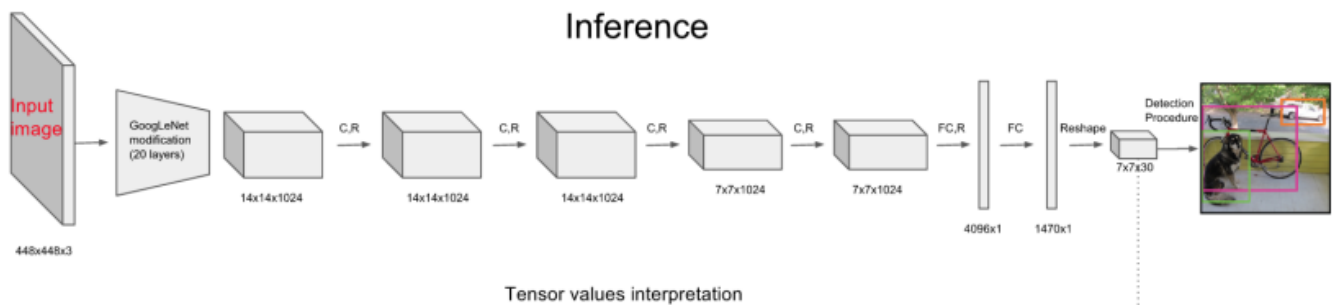 Inference
Input
image
GoogLeNet
modification
(20 layers)
C,R
C,R
C,R
C,R
FC,R
FC
Reshape
Detection
Procedure
448x448x3
14x14x1024
14x14x1024
14x14x1024
7x7x1024
7x7x1024
4096x1
1470x1
7x7x30
Tensor values interpretation